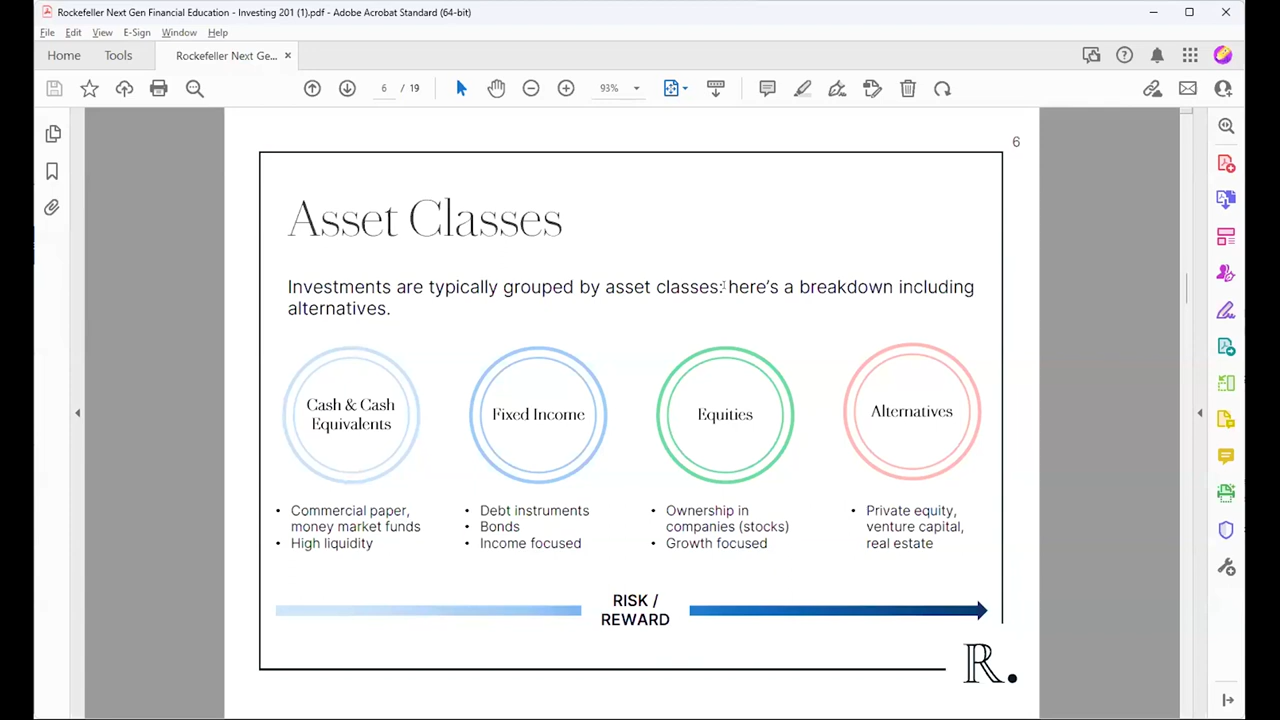 Rockefeller Next Gen Financial Education - Investing 201 (1).pdf - Adobe Acrobat Standard (64-bit)
File Edit View E-Sign Window Help
Home Tools Rockefeller Next Ge... ×
6 / 19 93%
6
Asset Classes
Investments are typically grouped by asset classes: here's a breakdown including
alternatives.
Cash & Cash
Equivalents
Fixed Income
Equities
Alternatives
• Commercial paper,
money market funds
• High liquidity
• Debt instruments
• Bonds
• Income focused
• Ownership in
companies (stocks)
• Growth focused
• Private equity,
venture capital,
real estate
RISK /
REWARD
R.